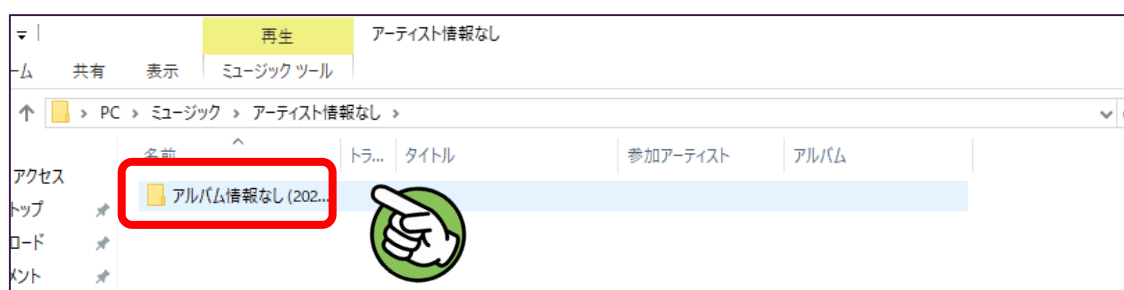 再生 アーティスト情報なし
ーム 共有 表示 ミュージック ツール
PC › ミュージック › アーティスト情報なし ›
名前 トラ... タイトル 参加アーティスト アルバム
アクセス
アルバム情報なし (202...
トップ
ロード
メント